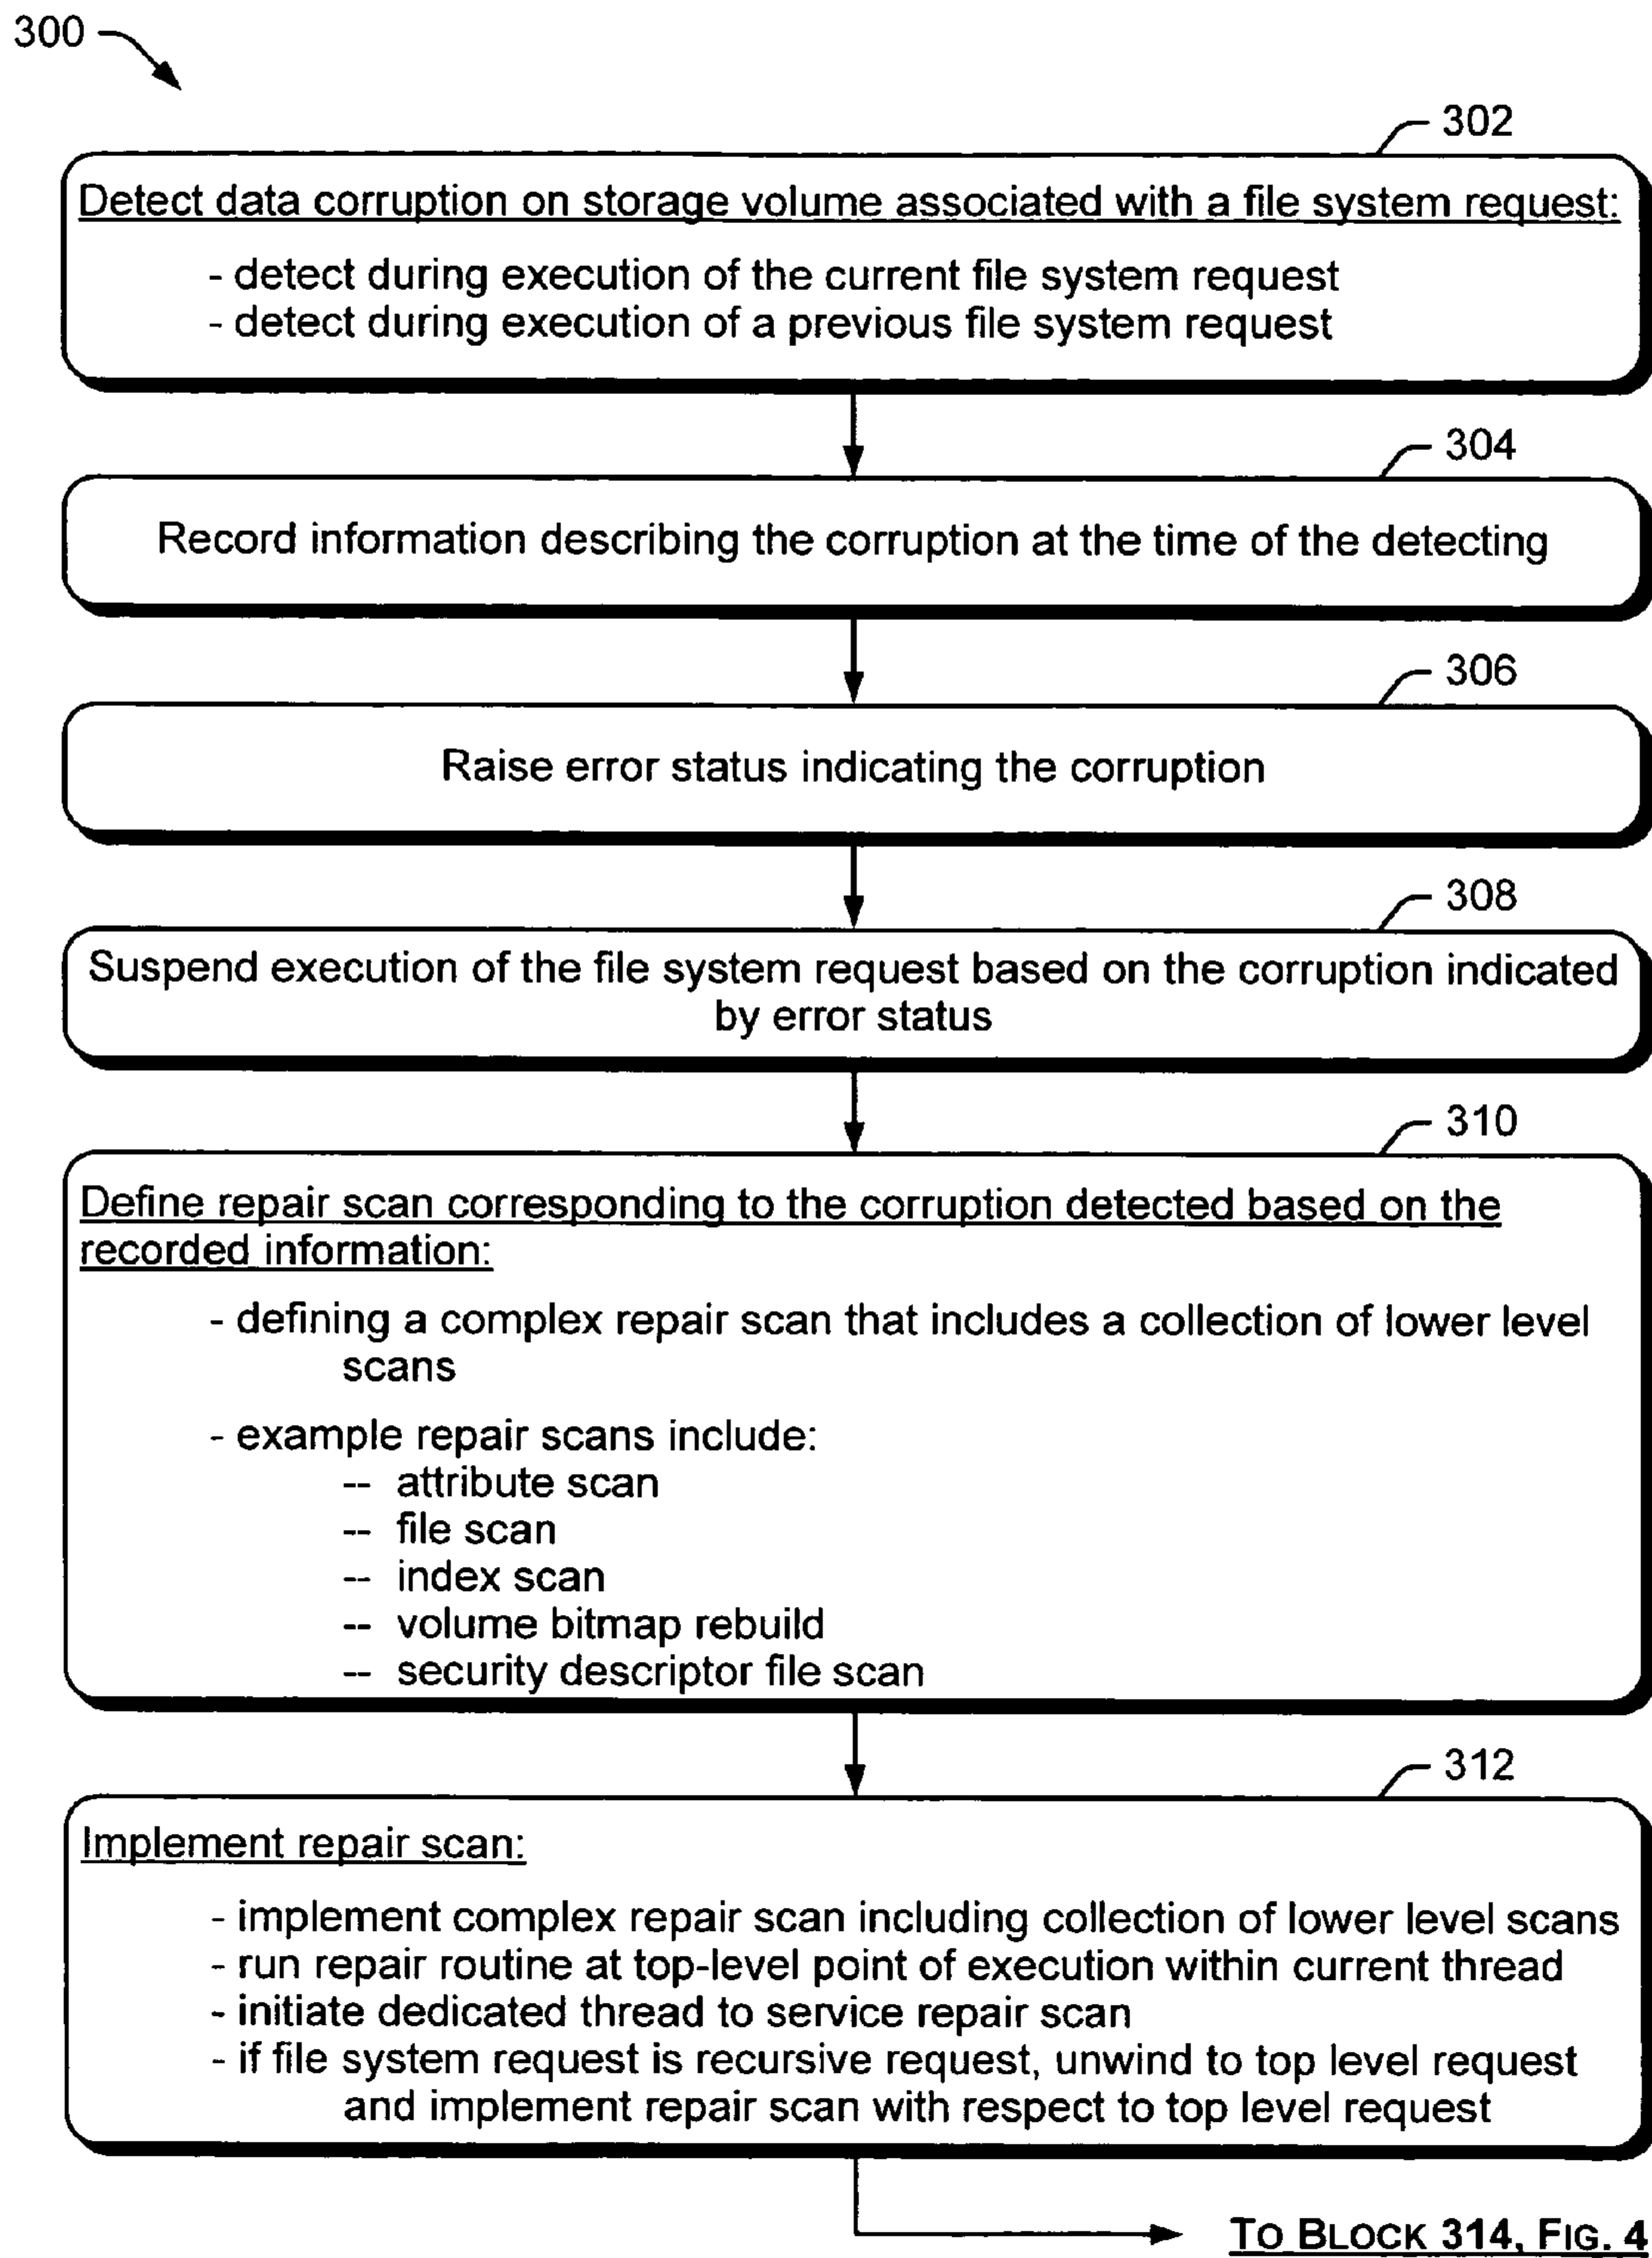 300
302
Detect data corruption on storage volume associated with a file system request:
- detect during execution of the current file system request
- detect during execution of a previous file system request
304
Record information describing the corruption at the time of the detecting
306
Raise error status indicating the corruption
308
Suspend execution of the file system request based on the corruption indicated
by error status
310
Define repair scan corresponding to the corruption detected based on the
recorded information:
- defining a complex repair scan that includes a collection of lower level
scans
- example repair scans include:
-- attribute scan
-- file scan
-- index scan
-- volume bitmap rebuild
-- security descriptor file scan
312
Implement repair scan:
- implement complex repair scan including collection of lower level scans
- run repair routine at top-level point of execution within current thread
- initiate dedicated thread to service repair scan
- if file system request is recursive request, unwind to top level request
and implement repair scan with respect to top level request
TO BLOCK 314, FIG. 4